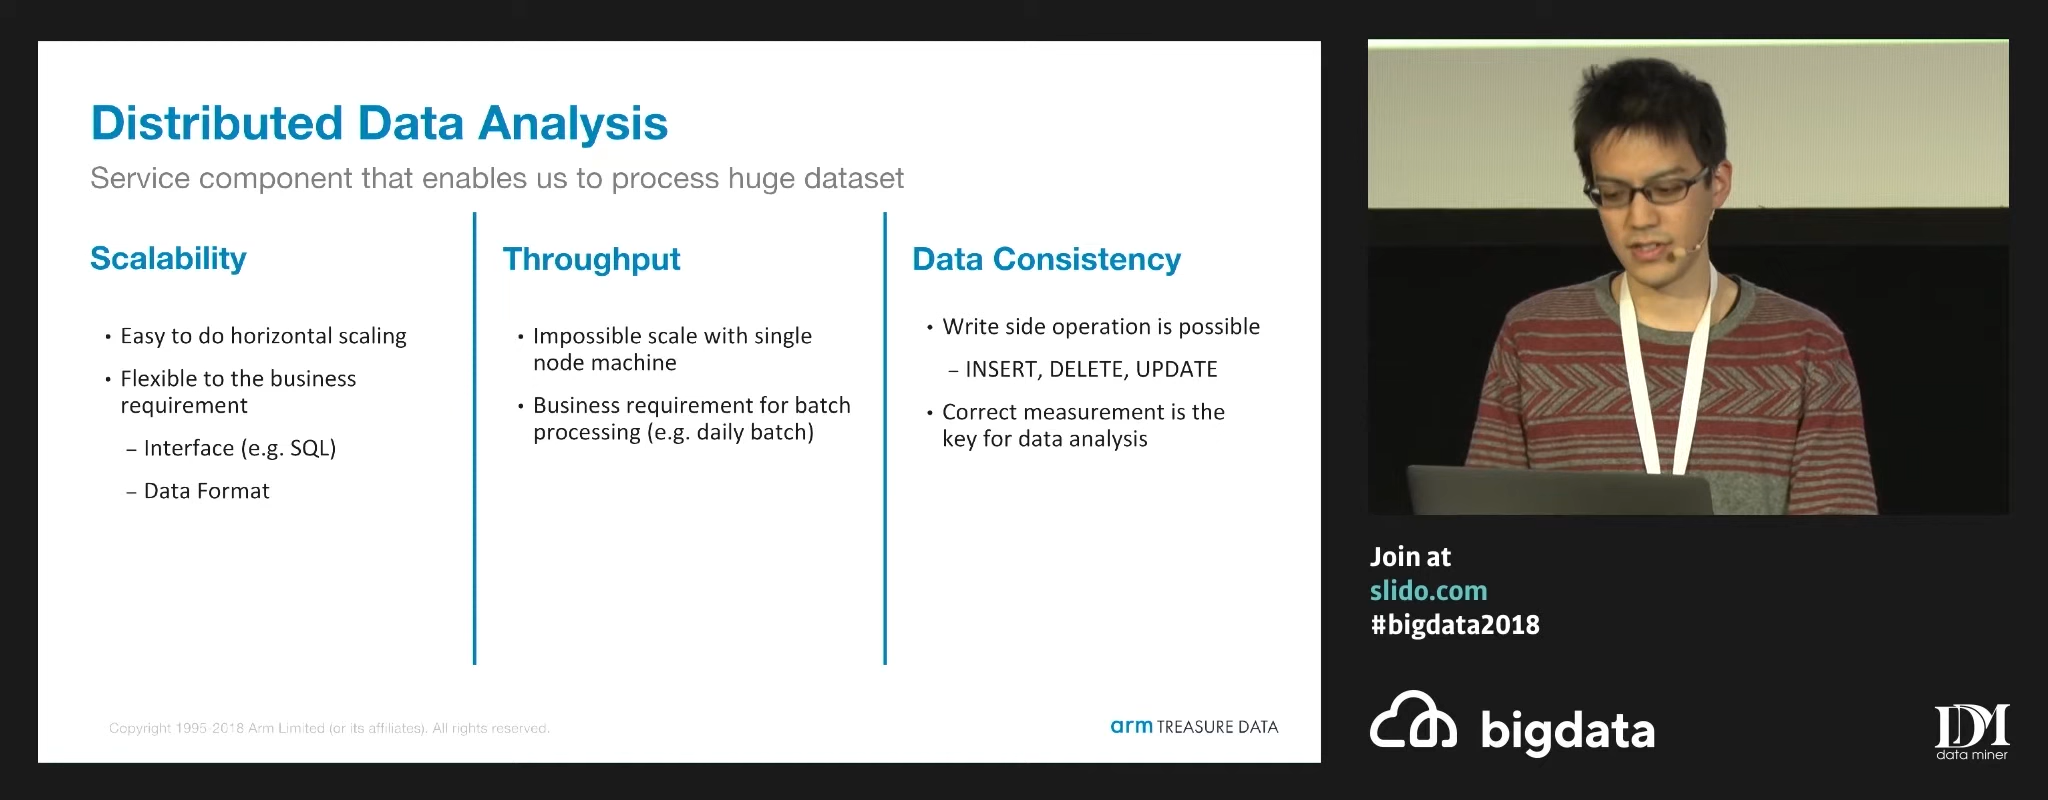 Distributed Data Analysis
Service component that enables us to process huge dataset
Scalability
• Easy to do horizontal scaling
• Flexible to the business
requirement
– Interface (e.g. SQL)
– Data Format
Throughput
• Impossible scale with single
node machine
• Business requirement for batch
processing (e.g. daily batch)
Data Consistency
• Write side operation is possible
– INSERT, DELETE, UPDATE
• Correct measurement is the
key for data analysis
Copyright 1995-2018 Arm Limited (or its affiliates). All rights reserved.
arm TREASURE DATA
Join at
slido.com
#bigdata2018
bigdata
DM
data miner